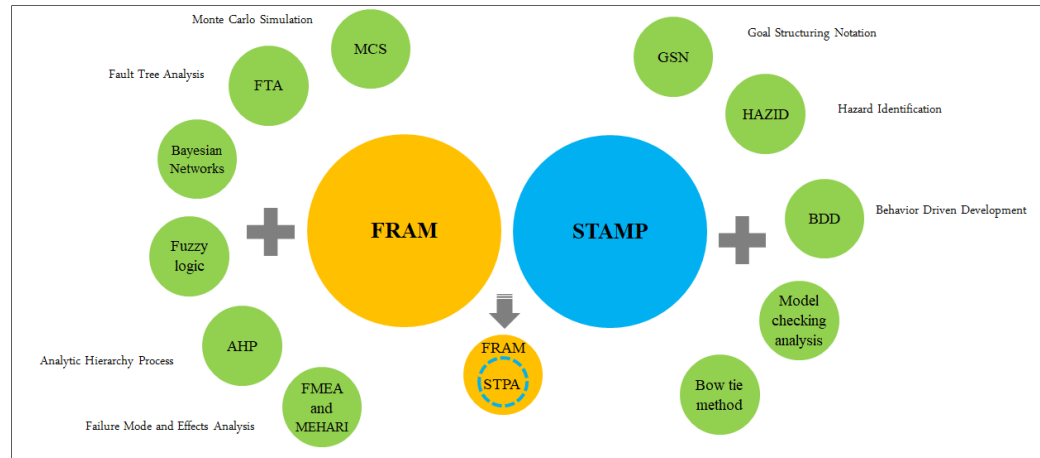 Monte Carlo Simulation
MCS
Goal Structuring Notation
GSN
Fault Tree Analysis
FTA
HAZID
Hazard Identification
Bayesian
Networks
FRAM
STAMP
BDD
Behavior Driven Development
Fuzzy
logic
Model
checking
analysis
Analytic Hierarchy Process
AHP
FRAM
STPA
FMEA
and
MEHARI
Failure Mode and Effects Analysis
Bow tie
method